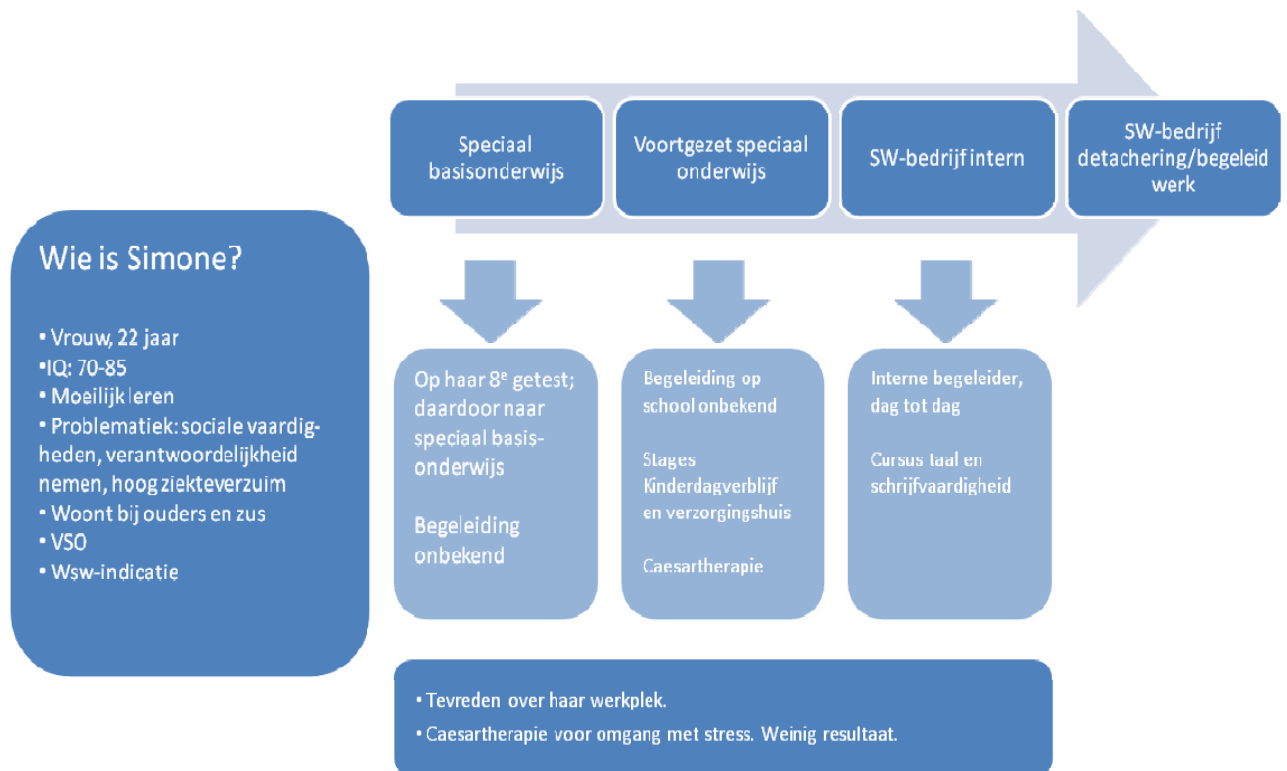 Speciaal
basisonderwijs
Voortgezet speciaal
onderwijs
SW-bedrijf intern
SW-bedrijf
detachering/begeleid
werk
Wie is Simone?
• Vrouw, 22 jaar
•IQ: 70-85
• Moeilijk leren
• Problematiek: sociale vaardig-
heden, verantwoordelijkheid
nemen, hoog ziekteverzuim
• Woont bij ouders en zus
• VSO
• Wsw-indicatie
Op haar 8e getest;
daardoor naar
speciaal basis-
onderwijs
Begeleiding
onbekend
Begeleiding op
school onbekend
Stages
Kinderdagverblijf
en verzorgingshuis
Caesartherapie
Interne begeleider,
dag tot dag
Cursus taal en
schrijfvaardigheid
• Tevreden over haar werkplek.
• Caesartherapie voor omgang met stress. Weinig resultaat.